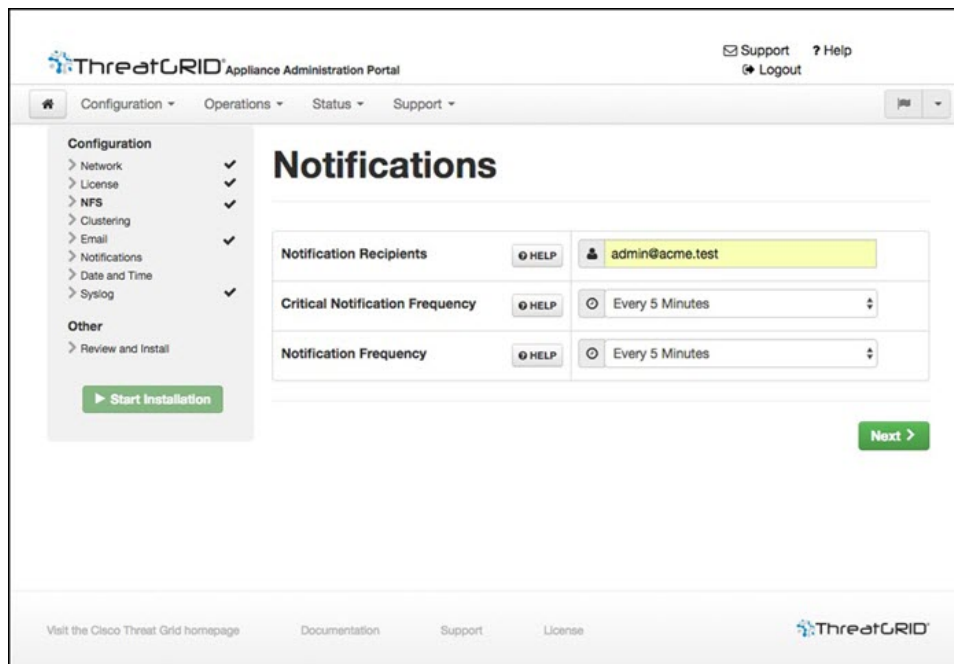 ThreatGRID Appliance Administration Portal
Support ? Help
Logout
Configuration Operations Status Support
Configuration
Network
License
NFS
Clustering
Email
Notifications
Date and Time
Syslog
Other
Review and Install
Start Installation
Notifications
Notification Recipients HELP admin@acme.test
Critical Notification Frequency HELP Every 5 Minutes
Notification Frequency HELP Every 5 Minutes
Next
Visit the Cisco Threat Grid homepage Documentation Support License ThreatGRID